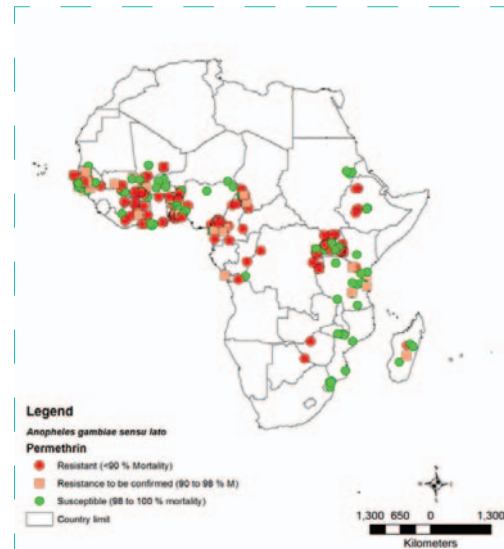 Legend
Anopheles gambiae sensu lato
Permethrin
Resistant (<90 % Mortality)
Resistance to be confirmed (90 to 98 % M)
Susceptible (98 to 100 % mortality)
Country limit
1,300 650 0 1,300
Kilometers